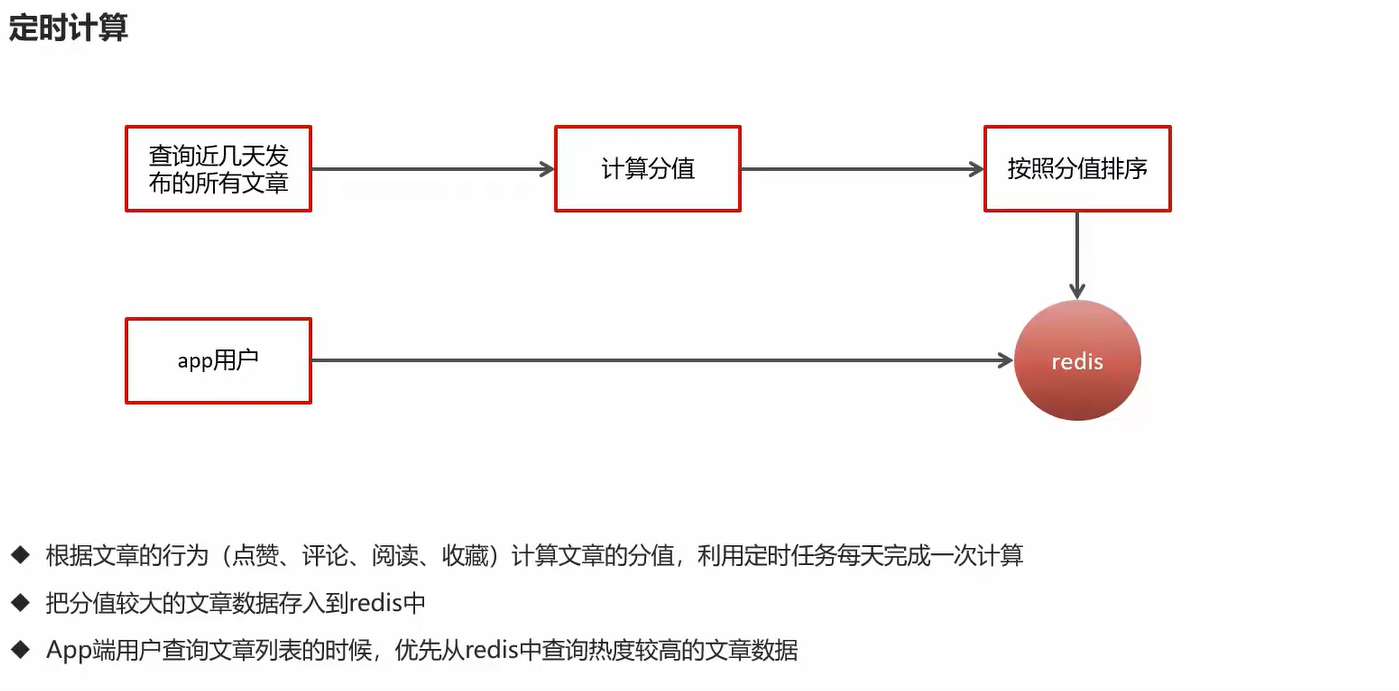 定时计算
查询近几天发
布的所有文章
计算分值
按照分值排序
app用户
redis
◆ 根据文章的行为（点赞、评论、阅读、收藏）计算文章的分值，利用定时任务每天完成一次计算
◆ 把分值较大的文章数据存入到redis中
◆ App端用户查询文章列表的时候，优先从redis中查询热度较高的文章数据